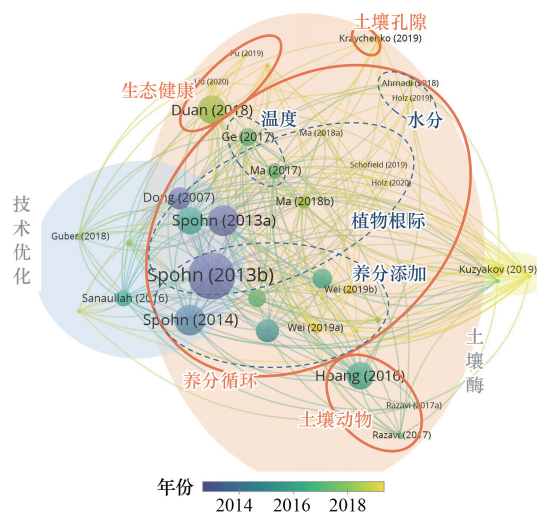 土壤孔隙
Kraychenko (2019)
Fu (2019)
Liu (2020)
生态健康
Ahmadi (2018)
Holz (2019)
Duan (2018)
温度
水分
Ge (2017)
Ma (2018a)
Schofield (2019)
Ma (2017)
Holz (2020)
Dong (2007)
Ma (2018b)
技术优化
Spohn (2013a)
植物根际
Guber (2018)
Spohn (2013b)
养分添加
Kuzyakov (2019)
Wei (2019b)
Sanaullah (2016)
Spohn (2014)
Wei (2019a)
土壤酶
养分循环
Hoang (2016)
Razavi (2017a)
土壤动物
Razavi (2017)
年份
2014 2016 2018